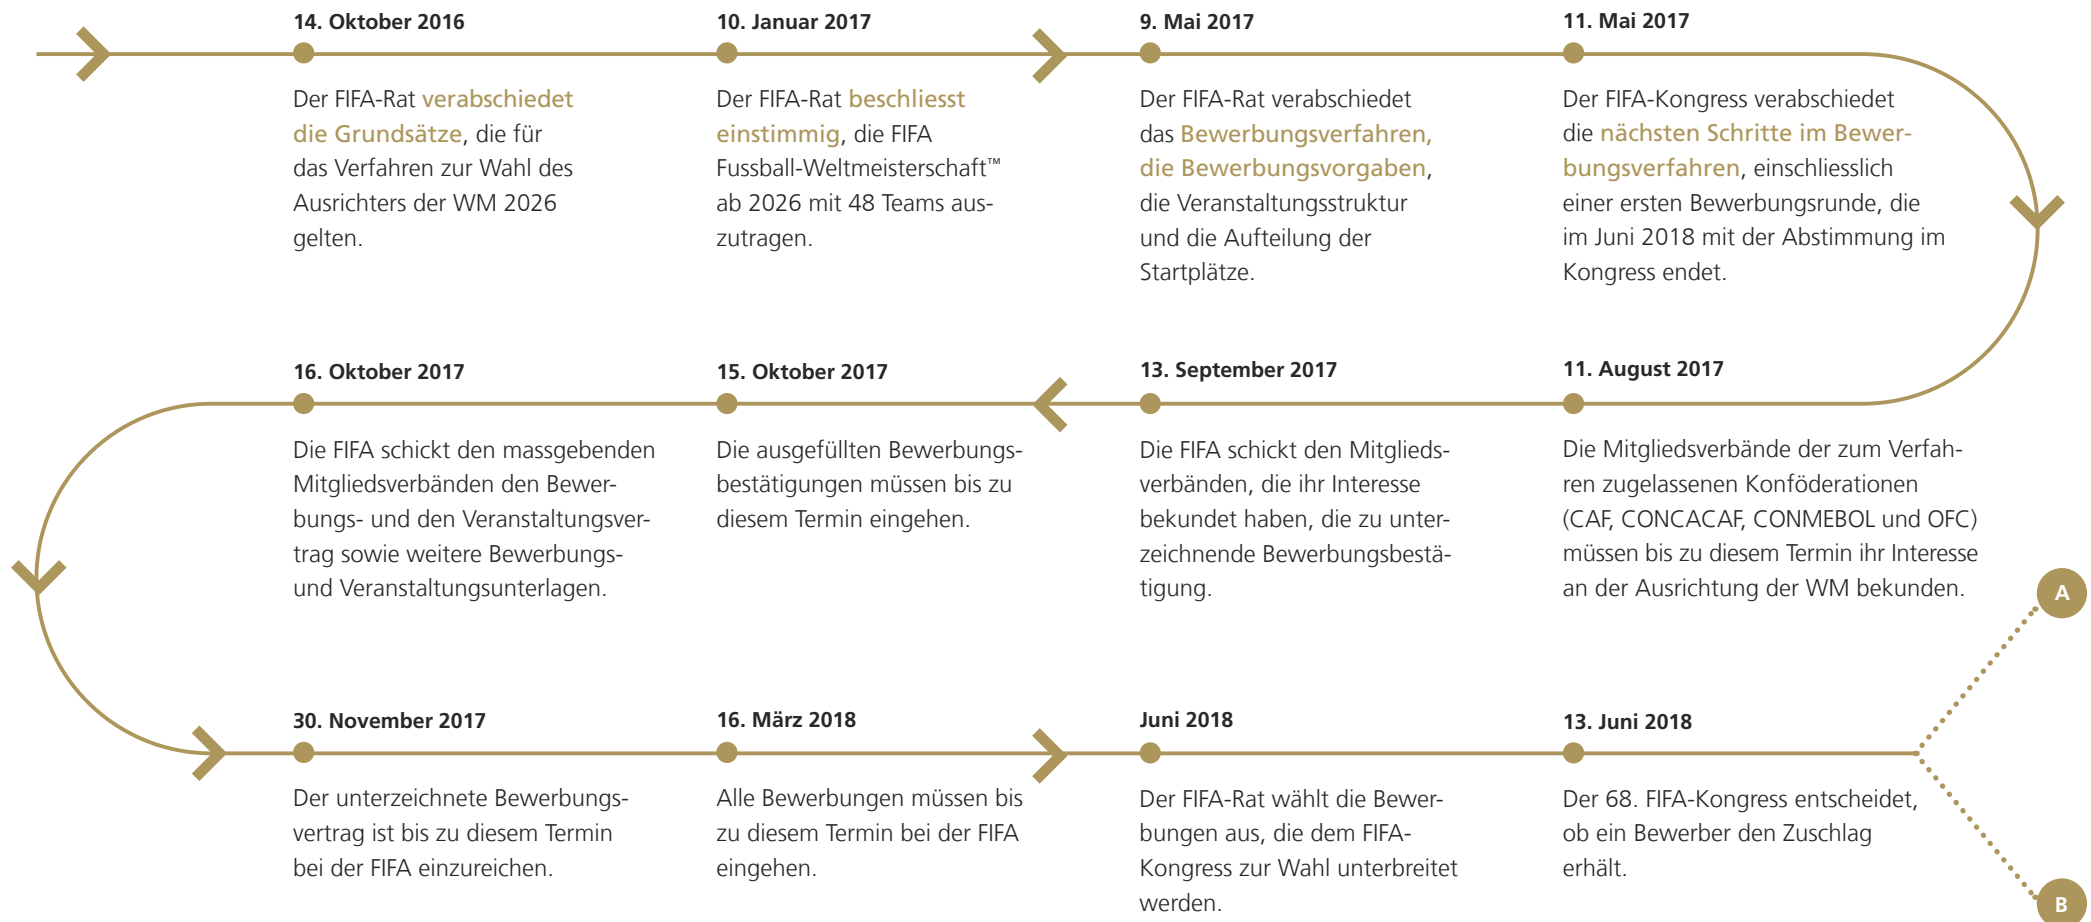 14. Oktober 2016
Der FIFA-Rat verabschiedet
die Grundsätze, die für
das Verfahren zur Wahl des
Ausrichters der WM 2026
gelten.
10. Januar 2017
Der FIFA-Rat beschliesst
einstimmig, die FIFA
Fussball-Weltmeisterschaft™
ab 2026 mit 48 Teams aus-
zutragen.
9. Mai 2017
Der FIFA-Rat verabschiedet
das Bewerbungsverfahren,
die Bewerbungsvorgaben,
die Veranstaltungsstruktur
und die Aufteilung der
Startplätze.
11. Mai 2017
Der FIFA-Kongress verabschiedet
die nächsten Schritte im Bewer-
bungsverfahren, einschliesslich
einer ersten Bewerbungsrunde, die
im Juni 2018 mit der Abstimmung im
Kongress endet.
11. August 2017
Die Mitgliedsverbände der zum Verfah-
ren zugelassenen Konföderationen
(CAF, CONCACAF, CONMEBOL und OFC)
müssen bis zu diesem Termin ihr Interesse
an der Ausrichtung der WM bekunden.
13. September 2017
Die FIFA schickt den Mitglieds-
verbänden, die ihr Interesse
bekundet haben, die zu unter-
zeichnende Bewerbungsbestä-
tigung.
15. Oktober 2017
Die ausgefüllten Bewerbungs-
bestätigungen müssen bis zu
diesem Termin eingehen.
16. Oktober 2017
Die FIFA schickt den massgebenden
Mitgliedsverbänden den Bewer-
bungs- und den Veranstaltungsver-
trag sowie weitere Bewerbungs-
und Veranstaltungsunterlagen.
30. November 2017
Der unterzeichnete Bewerbungs-
vertrag ist bis zu diesem Termin
bei der FIFA einzureichen.
16. März 2018
Alle Bewerbungen müssen bis
zu diesem Termin bei der FIFA
eingehen.
Juni 2018
Der FIFA-Rat wählt die Bewer-
bungen aus, die dem FIFA-
Kongress zur Wahl unterbreitet
werden.
13. Juni 2018
Der 68. FIFA-Kongress entscheidet,
ob ein Bewerber den Zuschlag
erhält.
A
B